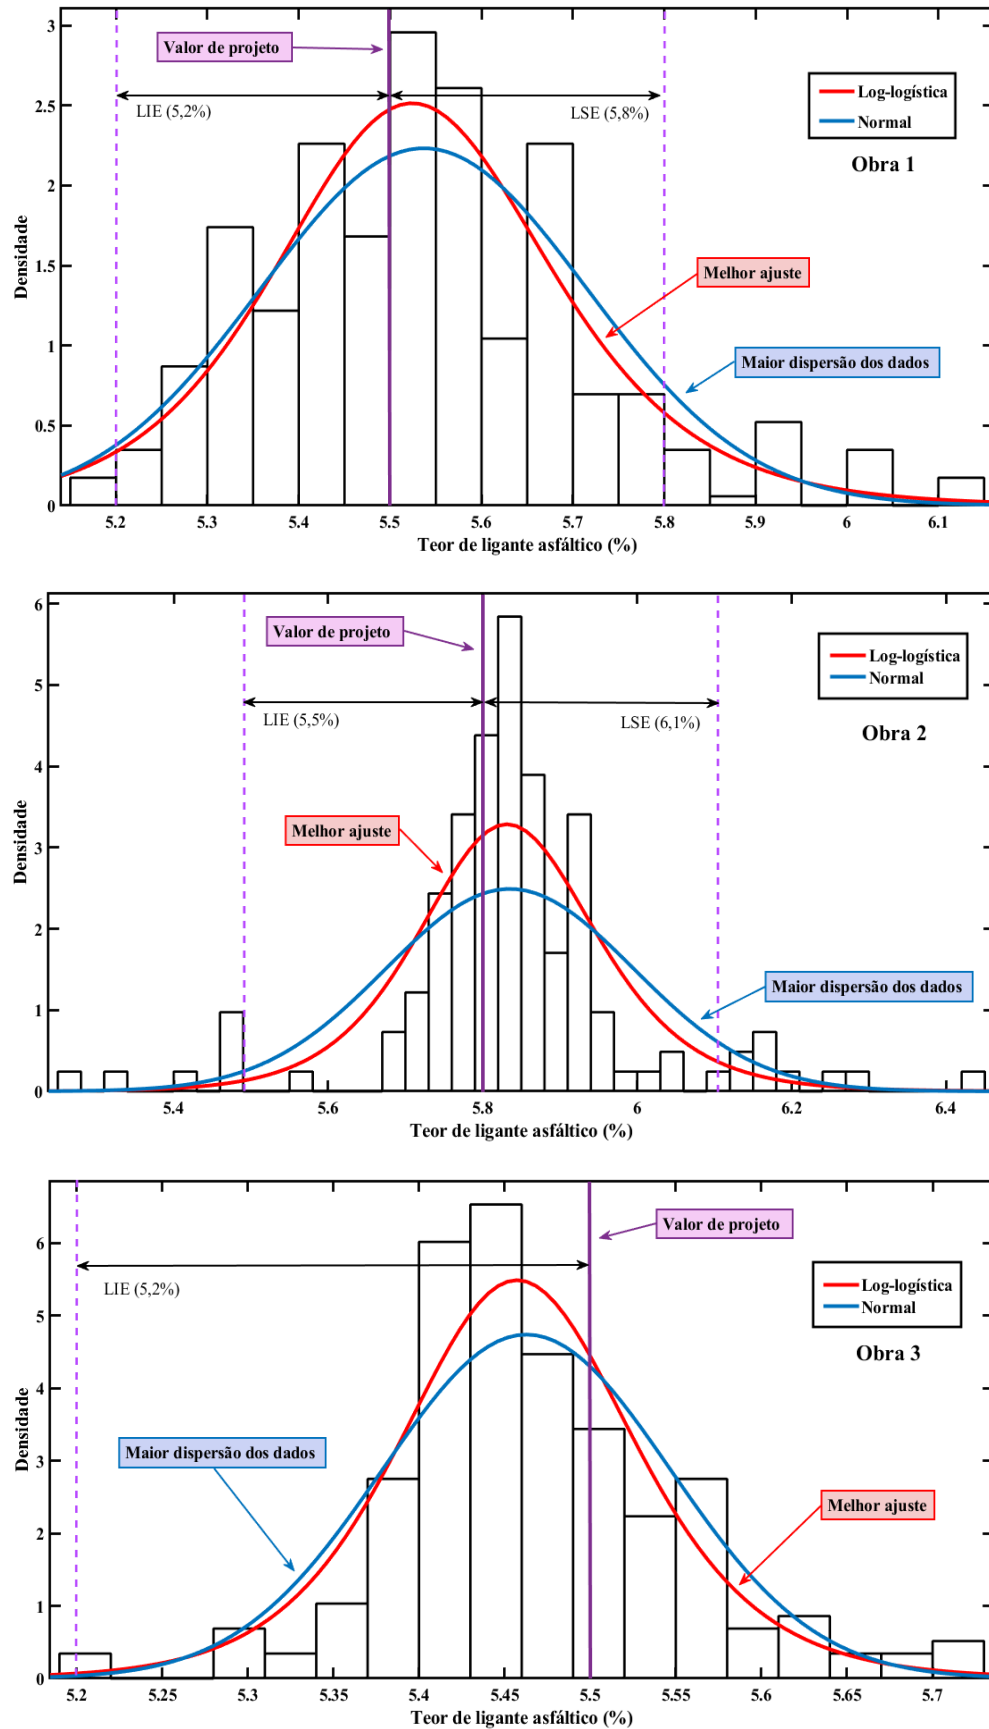 3
2.5
2
1.5
1
0.5
0
Densidade
Valor de projeto
LIE (5,2%)
LSE (5,8%)
Log-logística
Normal
Obra 1
Melhor ajuste
Maior dispersão dos dados
5.2 5.3 5.4 5.5 5.6 5.7 5.8 5.9 6 6.1
Teor de ligante asfáltico (%)
6
5
4
3
2
1
0
Densidade
Valor de projeto
LIE (5,5%)
LSE (6,1%)
Log-logística
Normal
Obra 2
Melhor ajuste
Maior dispersão dos dados
5.4 5.6 5.8 6 6.2 6.4
Teor de ligante asfáltico (%)
6
5
4
3
2
1
0
Densidade
Valor de projeto
LIE (5,2%)
Log-logística
Normal
Obra 3
Maior dispersão dos dados
Melhor ajuste
5.2 5.25 5.3 5.35 5.4 5.45 5.5 5.55 5.6 5.65 5.7
Teor de ligante asfáltico (%)